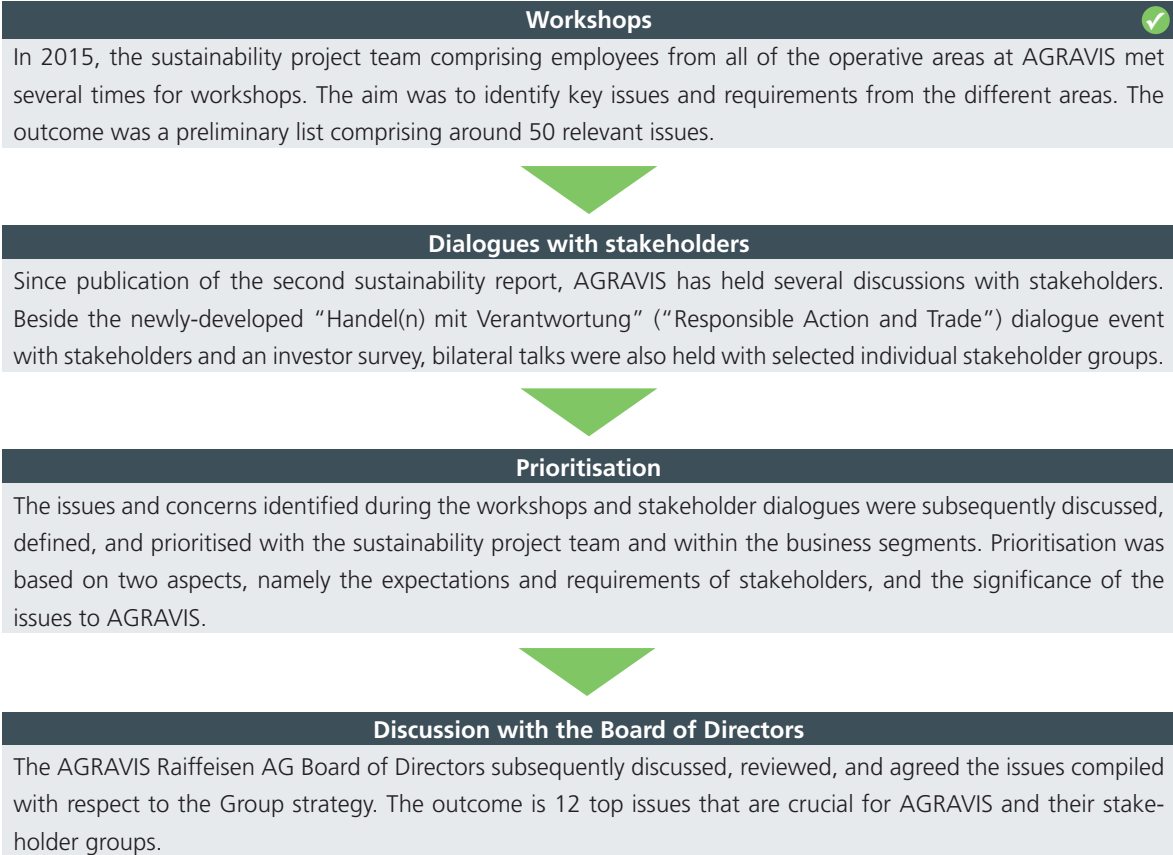 Workshops
In 2015, the sustainability project team comprising employees from all of the operative areas at AGRAVIS met
several times for workshops. The aim was to identify key issues and requirements from the different areas. The
outcome was a preliminary list comprising around 50 relevant issues.
Dialogues with stakeholders
Since publication of the second sustainability report, AGRAVIS has held several discussions with stakeholders.
Beside the newly-developed “Handel(n) mit Verantwortung” (“Responsible Action and Trade”) dialogue event
with stakeholders and an investor survey, bilateral talks were also held with selected individual stakeholder groups.
Prioritisation
The issues and concerns identified during the workshops and stakeholder dialogues were subsequently discussed,
defined, and prioritised with the sustainability project team and within the business segments. Prioritisation was
based on two aspects, namely the expectations and requirements of stakeholders, and the significance of the
issues to AGRAVIS.
Discussion with the Board of Directors
The AGRAVIS Raiffeisen AG Board of Directors subsequently discussed, reviewed, and agreed the issues compiled
with respect to the Group strategy. The outcome is 12 top issues that are crucial for AGRAVIS and their stake-
holder groups.